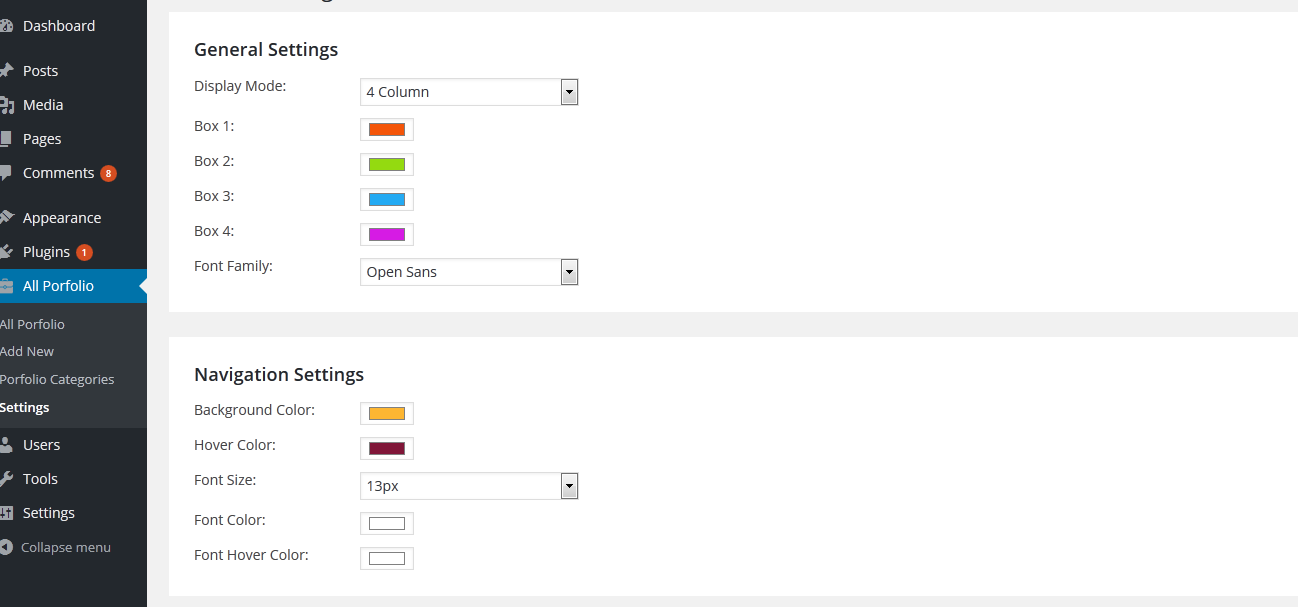 Dashboard
Posts
Media
Pages
Comments 8
Appearance
Plugins 1
All Porfolio
All Porfolio
Add New
Porfolio Categories
Settings
Users
Tools
Settings
Collapse menu
General Settings
Display Mode: 4 Column
Box 1:
Box 2:
Box 3:
Box 4:
Font Family: Open Sans
Navigation Settings
Background Color:
Hover Color:
Font Size: 13px
Font Color:
Font Hover Color: